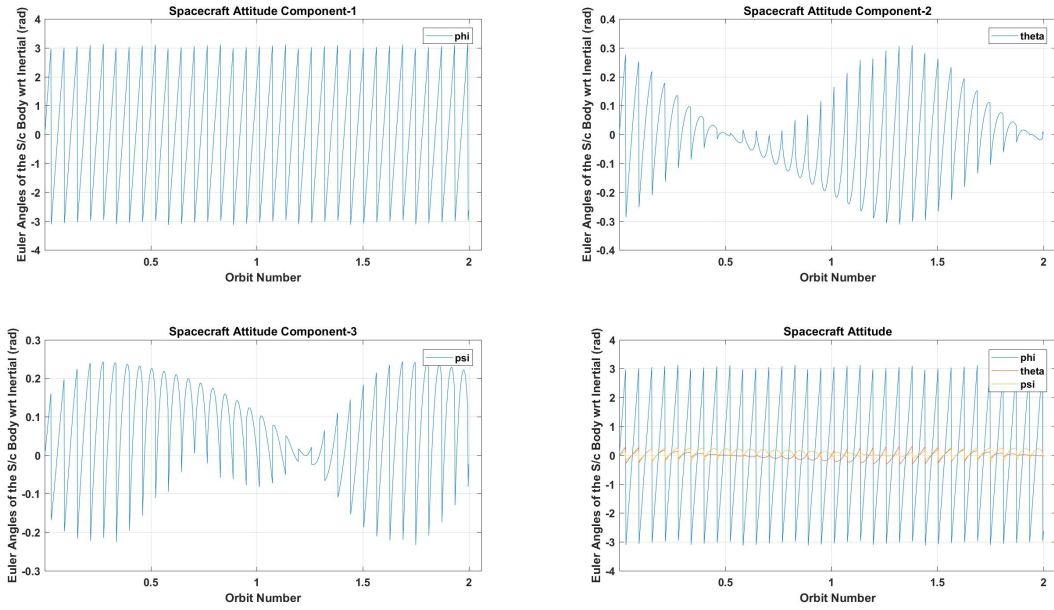 Spacecraft Attitude Component-1
Euler Angles of the S/c Body wrt Inertial (rad)
4
3
2
1
0
-1
-2
-3
-4
phi
0.5
1
1.5
2
Orbit Number
Spacecraft Attitude Component-2
Euler Angles of the S/c Body wrt Inertial (rad)
0.4
0.3
0.2
0.1
0
-0.1
-0.2
-0.3
-0.4
theta
0.5
1
1.5
2
Orbit Number
Spacecraft Attitude Component-3
Euler Angles of the S/c Body wrt Inertial (rad)
0.3
0.2
0.1
0
-0.1
-0.2
-0.3
psi
0.5
1
1.5
2
Orbit Number
Spacecraft Attitude
Euler Angles of the S/c Body wrt Inertial (rad)
4
3
2
1
0
-1
-2
-3
-4
phi
theta
psi
0.5
1
1.5
2
Orbit Number